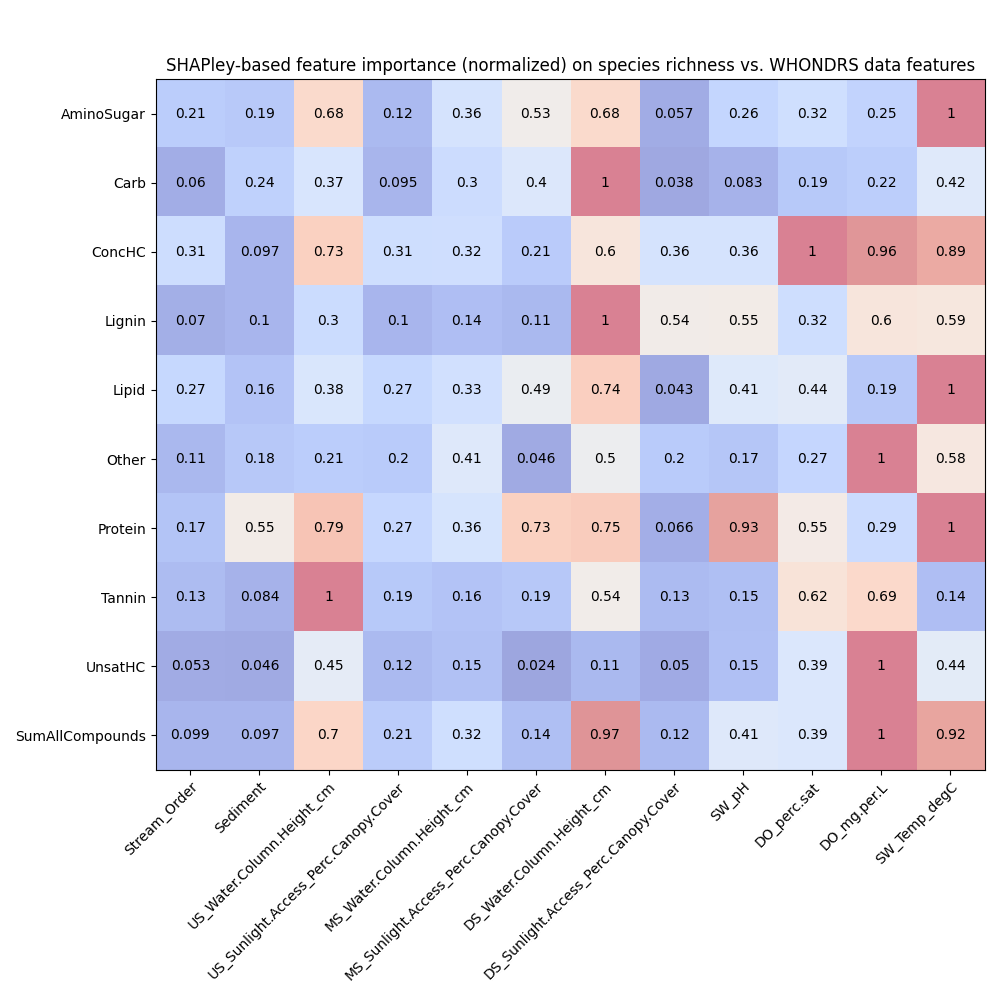 SHAPley-based feature importance (normalized) on species richness vs. WHONDRS data features
AminoSugar 0.21 0.19 0.68 0.12 0.36 0.53 0.68 0.057 0.26 0.32 0.25 1
Carb 0.06 0.24 0.37 0.095 0.3 0.4 1 0.038 0.083 0.19 0.22 0.42
ConcHC 0.31 0.097 0.73 0.31 0.32 0.21 0.6 0.36 0.36 1 0.96 0.89
Lignin 0.07 0.1 0.3 0.1 0.14 0.11 1 0.54 0.55 0.32 0.6 0.59
Lipid 0.27 0.16 0.38 0.27 0.33 0.49 0.74 0.043 0.41 0.44 0.19 1
Other 0.11 0.18 0.21 0.2 0.41 0.046 0.5 0.2 0.17 0.27 1 0.58
Protein 0.17 0.55 0.79 0.27 0.36 0.73 0.75 0.066 0.93 0.55 0.29 1
Tannin 0.13 0.084 1 0.19 0.16 0.19 0.54 0.13 0.15 0.62 0.69 0.14
UnsatHC 0.053 0.046 0.45 0.12 0.15 0.024 0.11 0.05 0.15 0.39 1 0.44
SumAllCompounds 0.099 0.097 0.7 0.21 0.32 0.14 0.97 0.12 0.41 0.39 1 0.92
Stream_Order
Sediment
US_Water.Column.Height_cm
US_Sunlight.Access_Perc.Canopy.Cover
MS_Water.Column.Height_cm
MS_Sunlight.Access_Perc.Canopy.Cover
DS_Water.Column.Height_cm
DS_Sunlight.Access_Perc.Canopy.Cover
SW_pH
DO_perc.sat
DO_mg.per.L
SW_Temp_degC